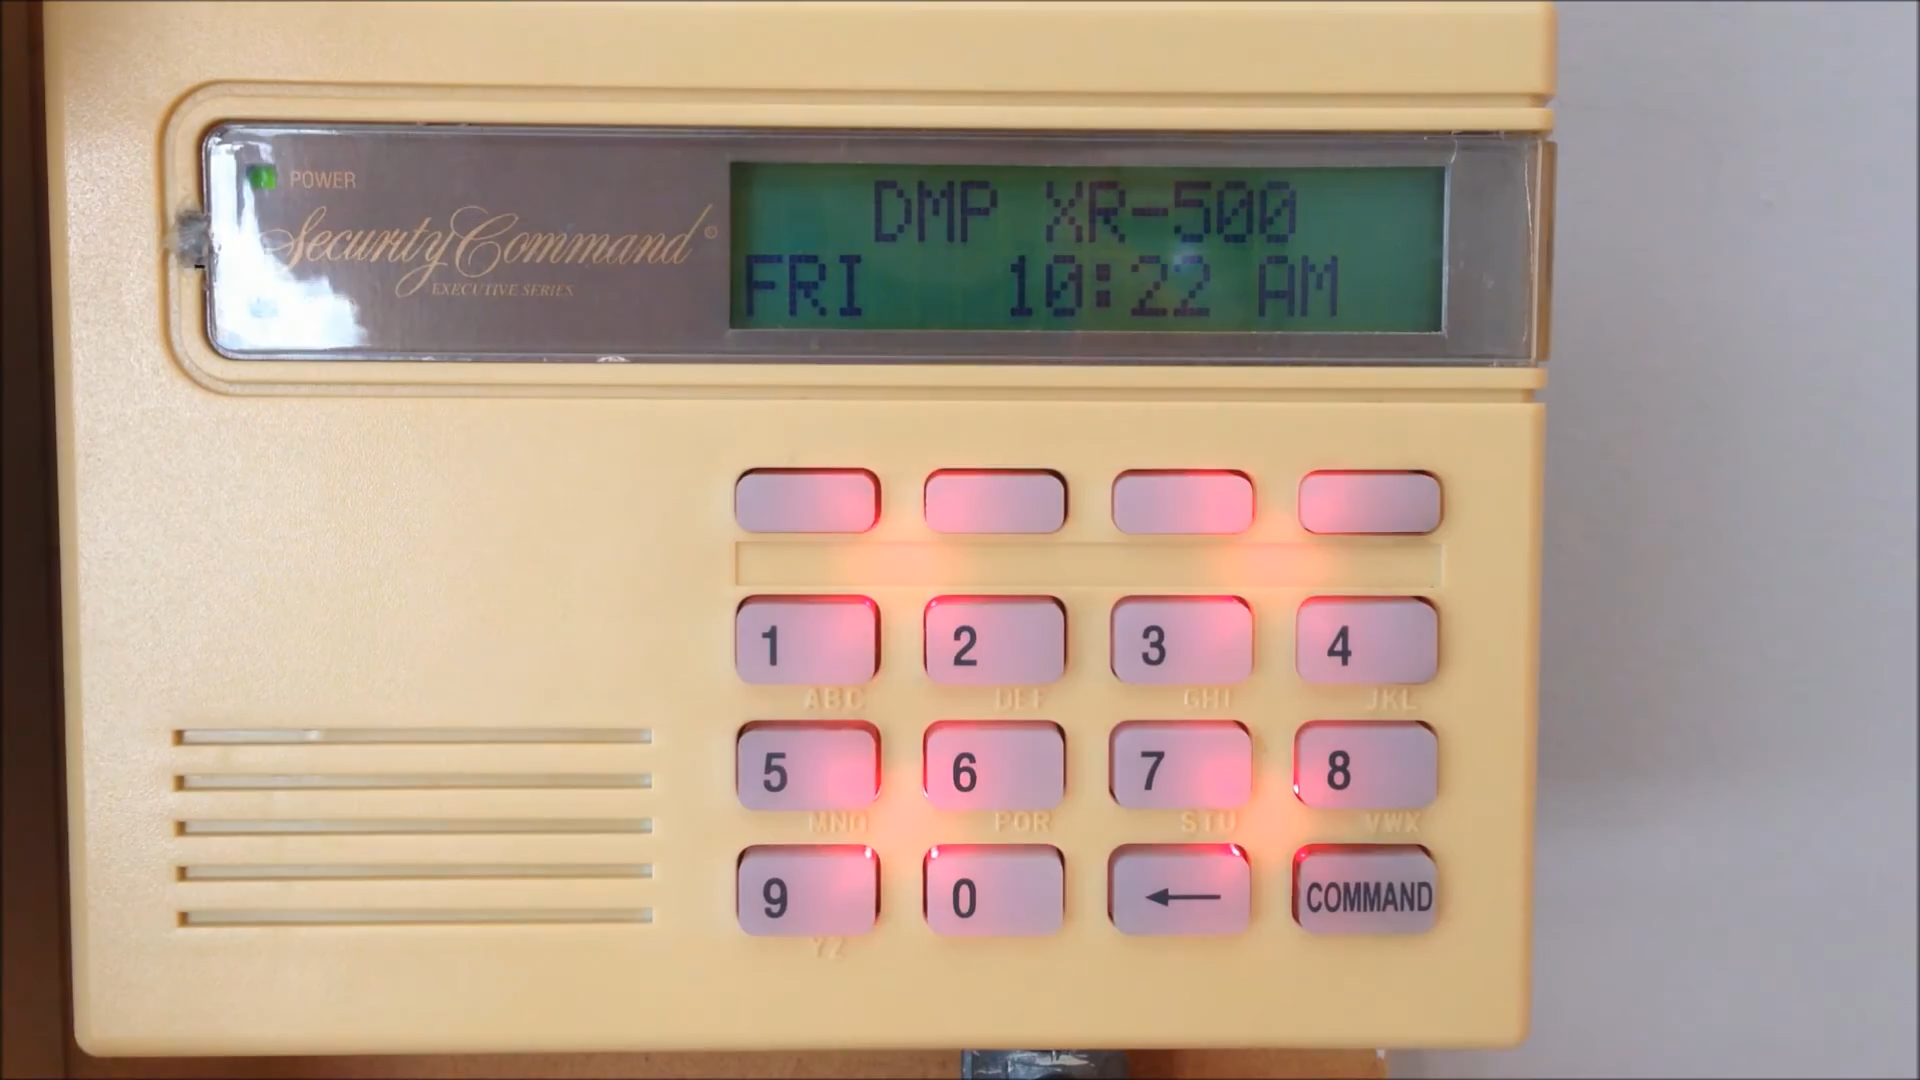 POWER
Security Command®
EXECUTIVE SERIES
DMP XR-500
FRI 10:22 AM
1 2 3 4
ABC DEF GHI JKL
5 6 7 8
MNO PQR STU VWX
9 0 ← COMMAND
YZ